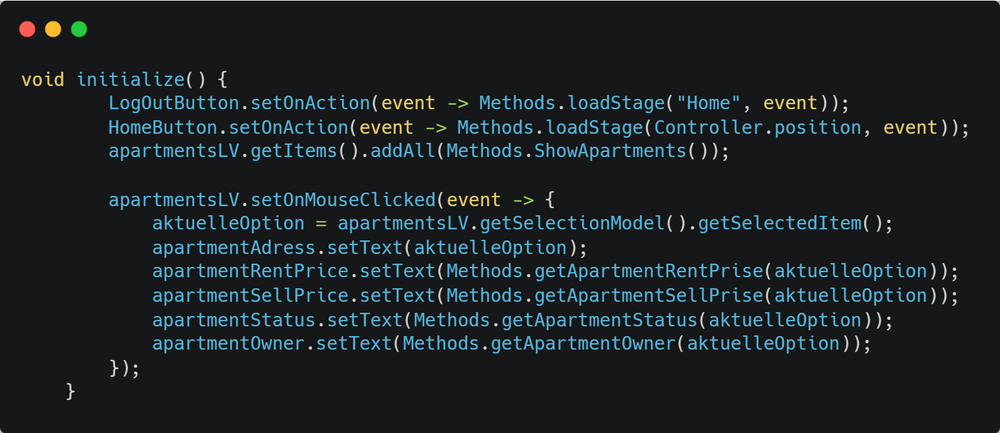 void initialize() {
        LogOutButton.setOnAction(event -> Methods.loadStage("Home", event));
        HomeButton.setOnAction(event -> Methods.loadStage(Controller.position, event));
        apartmentsLV.getItems().addAll(Methods.ShowApartments());

        apartmentsLV.setOnMouseClicked(event -> {
            aktuelleOption = apartmentsLV.getSelectionModel().getSelectedItem();
            apartmentAdress.setText(aktuelleOption);
            apartmentRentPrice.setText(Methods.getApartmentRentPrise(aktuelleOption));
            apartmentSellPrice.setText(Methods.getApartmentSellPrise(aktuelleOption));
            apartmentStatus.setText(Methods.getApartmentStatus(aktuelleOption));
            apartmentOwner.setText(Methods.getApartmentOwner(aktuelleOption));
        });
    }